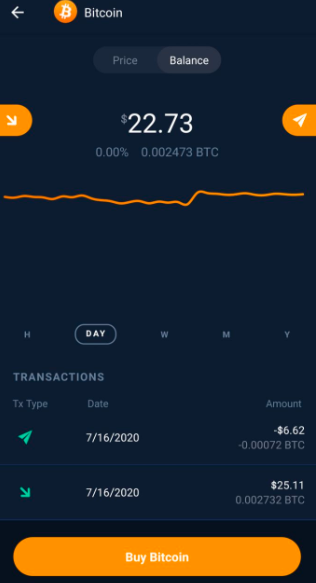 Bitcoin
Price Balance
$22.73
0.00% 0.002473 BTC
H DAY W M Y
TRANSACTIONS
Tx Type Date Amount
7/16/2020 -$6.62
-0.00072 BTC
7/16/2020 $25.11
0.002732 BTC
Buy Bitcoin